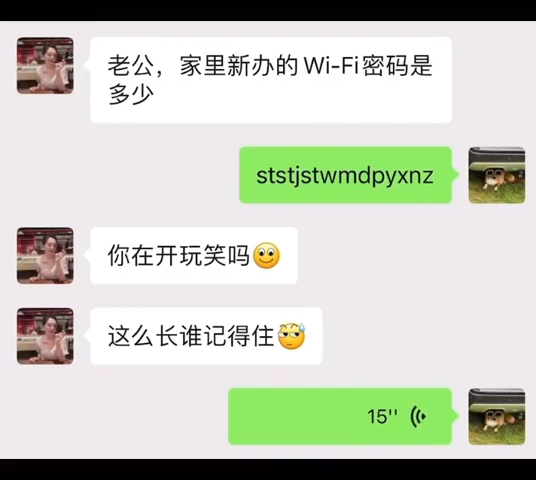 老公，家里新办的Wi-Fi密码是
多少
ststjstwmdpyxnz
你在开玩笑吗
这么长谁记得住
15''